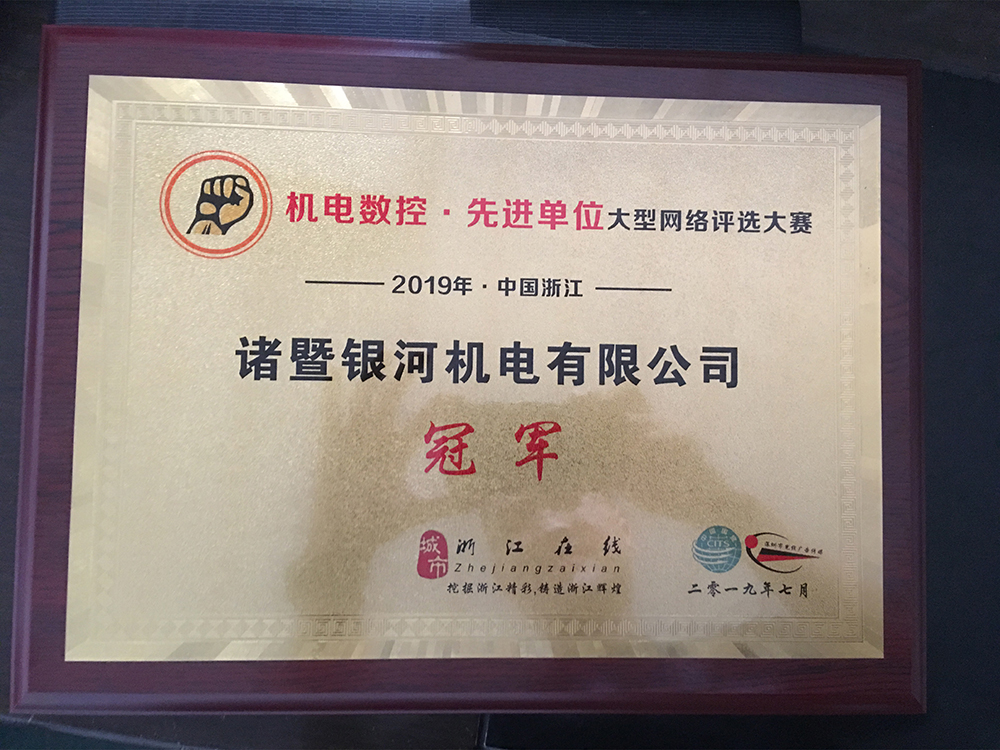 机电数控·先进单位大型网络评选大赛
2019年·中国浙江
诸暨银河机电有限公司
冠军
城市
浙江在线
Zhejiangzaixian
挖掘浙江精彩,铸造浙江辉煌
CITS
二零一九年七月